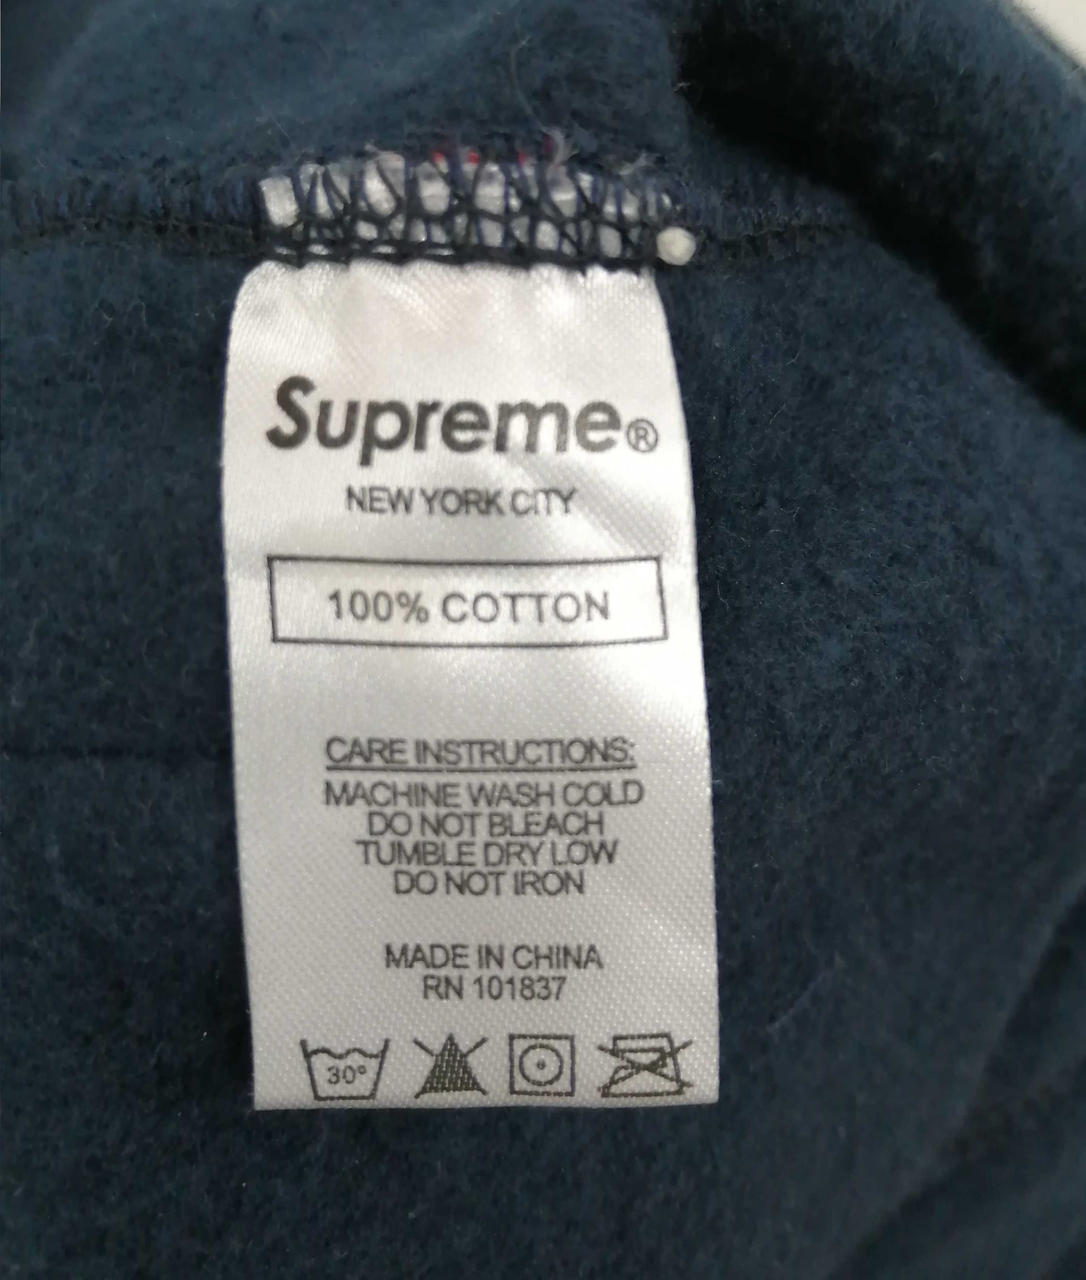 Supreme®
NEW YORK CITY
100% COTTON
CARE INSTRUCTIONS:
MACHINE WASH COLD
DO NOT BLEACH
TUMBLE DRY LOW
DO NOT IRON
MADE IN CHINA
RN 101837
30°